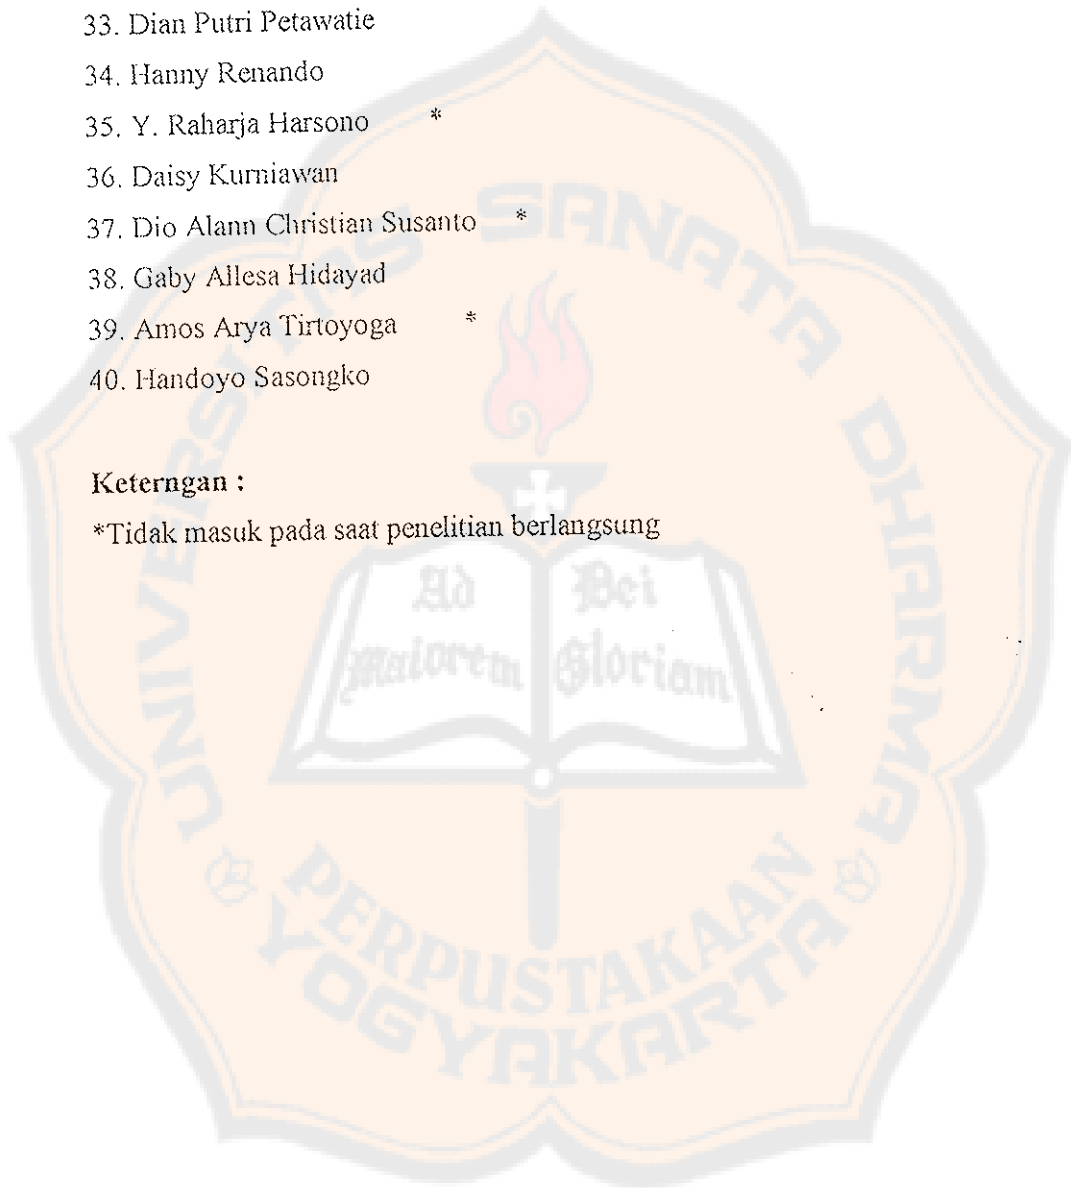 33. Dian Putri Petawatie
34. Hanny Renando
35. Y. Raharja Harsono *
36. Daisy Kurniawan
37. Dio Alann Christian Susanto *
38. Gaby Allesa Hidayad
39. Amos Arya Tirtoyoga *
40. Handoyo Sasongko
Keterngan :
*Tidak masuk pada saat penelitian berlangsung
UNIVERSITAS SANATA DHARMA
Ad Dei
maiorem Gloriam
PERPUSTAKAAN
YOGYAKARTA